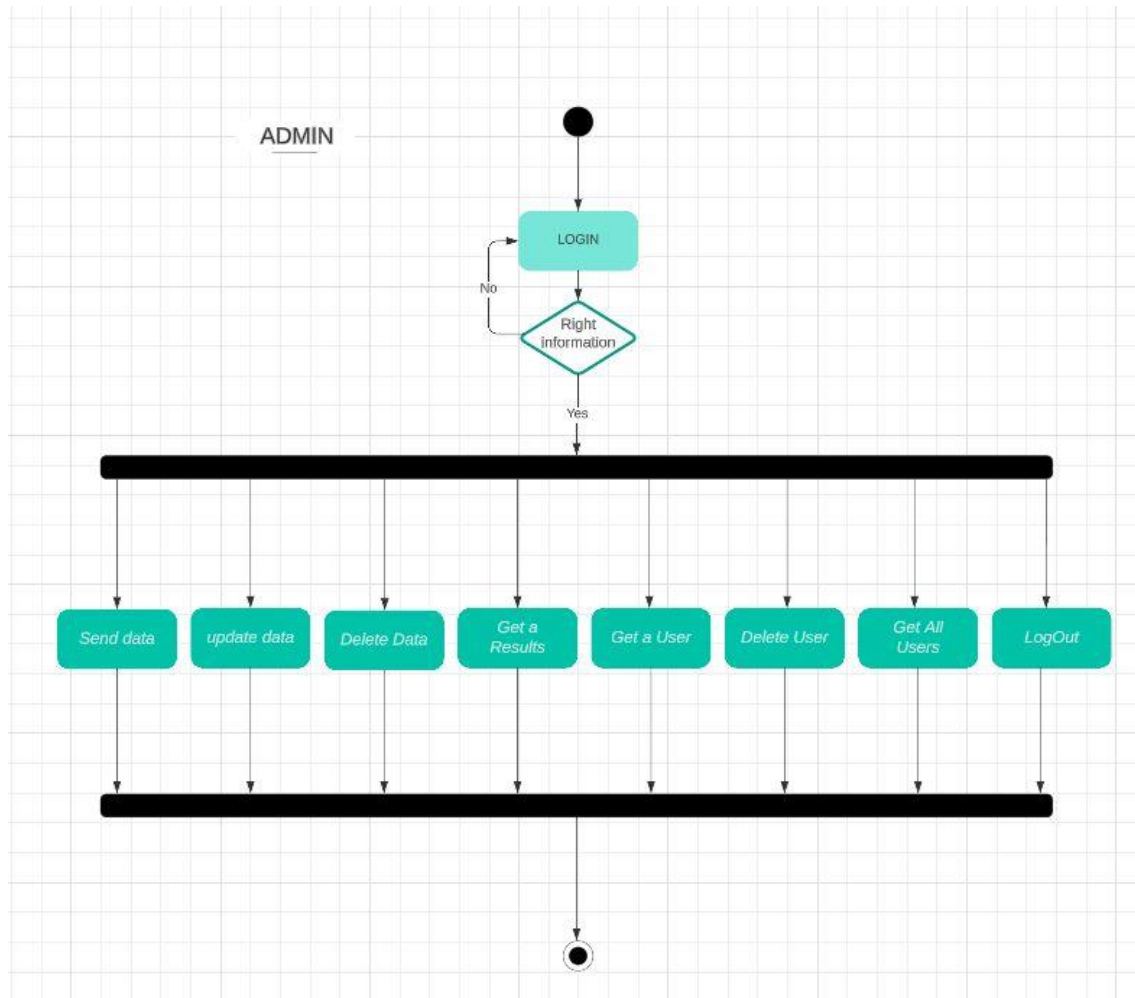 ADMIN
LOGIN
No
Right
information
Yes
Send data
update data
Delete Data
Get a
Results
Get a User
Delete User
Get All
Users
LogOut